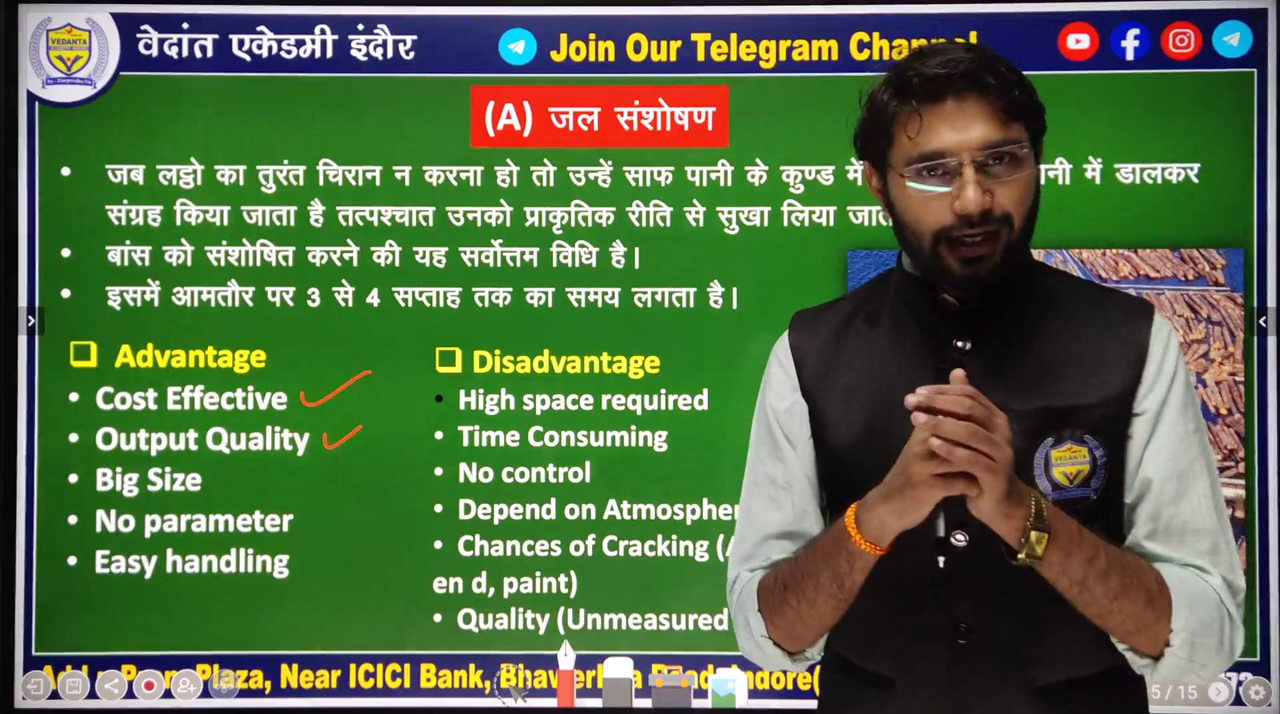 VEDANTA
वेदांत एकेडमी इंदौर
Join Our Telegram Channel
(A) जल संशोषण
• जब लट्ठो का तुरंत चिरान न करना हो तो उन्हें साफ पानी के कुण्ड में पानी में डालकर
संग्रह किया जाता है तत्पश्चात उनको प्राकृतिक रीति से सुखा लिया
• बांस को संशोषित करने की यह सर्वोत्तम विधि है।
• इसमें आमतौर पर 3 से 4 सप्ताह तक का समय लगता है।
Advantage
• Cost Effective
• Output Quality
• Big Size
• No parameter
• Easy handling
Disadvantage
• High space required
• Time Consuming
• No control
• Depend on
• Chances of Cracking
en d, paint)
• Quality (Unmeasured
VEDANTA
Plaza, Near ICICI Bank,
5 / 15